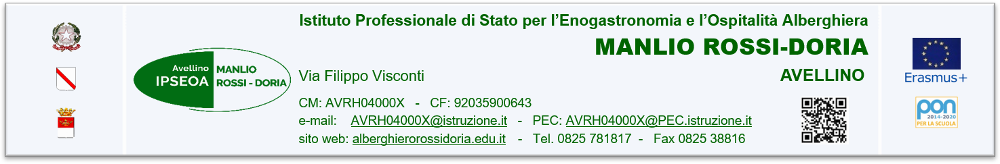 Istituto Professionale di Stato per l’Enogastronomia e l’Ospitalità Alberghiera
MANLIO ROSSI-DORIA
Avellino
IPSEOA
MANLIO
ROSSI - DORIA
Via Filippo Visconti
AVELLINO
CM: AVRH04000X - CF: 92035900643
e-mail: AVRH04000X@istruzione.it - PEC: AVRH04000X@PEC.istruzione.it
sito web: alberghierorossidoria.edu.it - Tel. 0825 781817 - Fax 0825 38816
Erasmus+
pon
2014-2020
PER LA SCUOLA